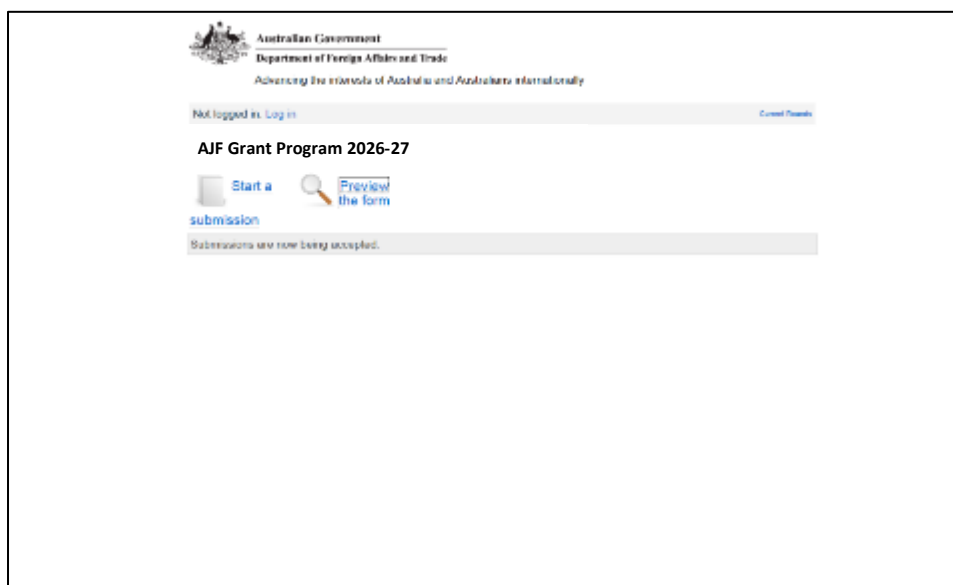 Australian Government
Department of Foreign Affairs and Trade
Advancing the interests of Australia and Australians internationally
Not logged in. Log in
Current Rounds
AJF Grant Program 2026-27
Start a submission
Preview the form
Submissions are now being accepted.